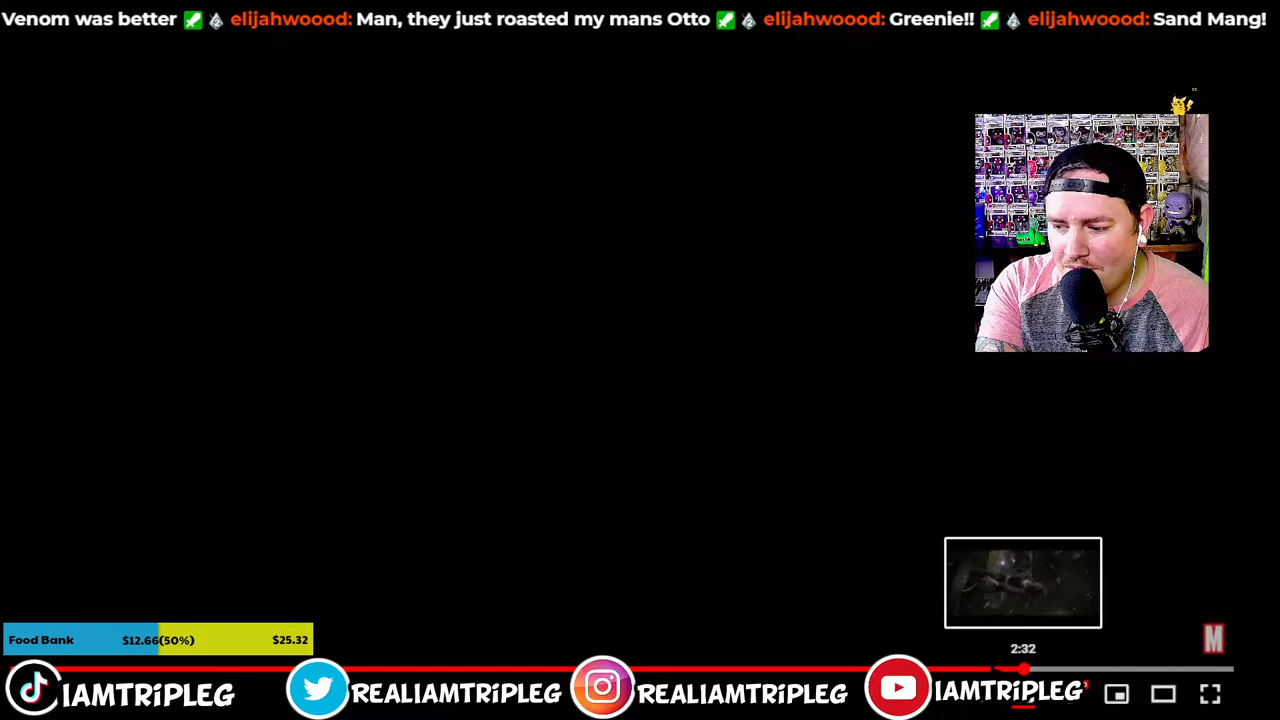 Venom was better elijahwoood: Man, they just roasted my mans Otto elijahwoood: Greenie!! elijahwoood: Sand Mang!
Food Bank $12.66(50%) $25.32
M
2:32
IAMTRiPLEG REALIAMTRiPLEG REALIAMTRiPLEG IAMTRiPLEG